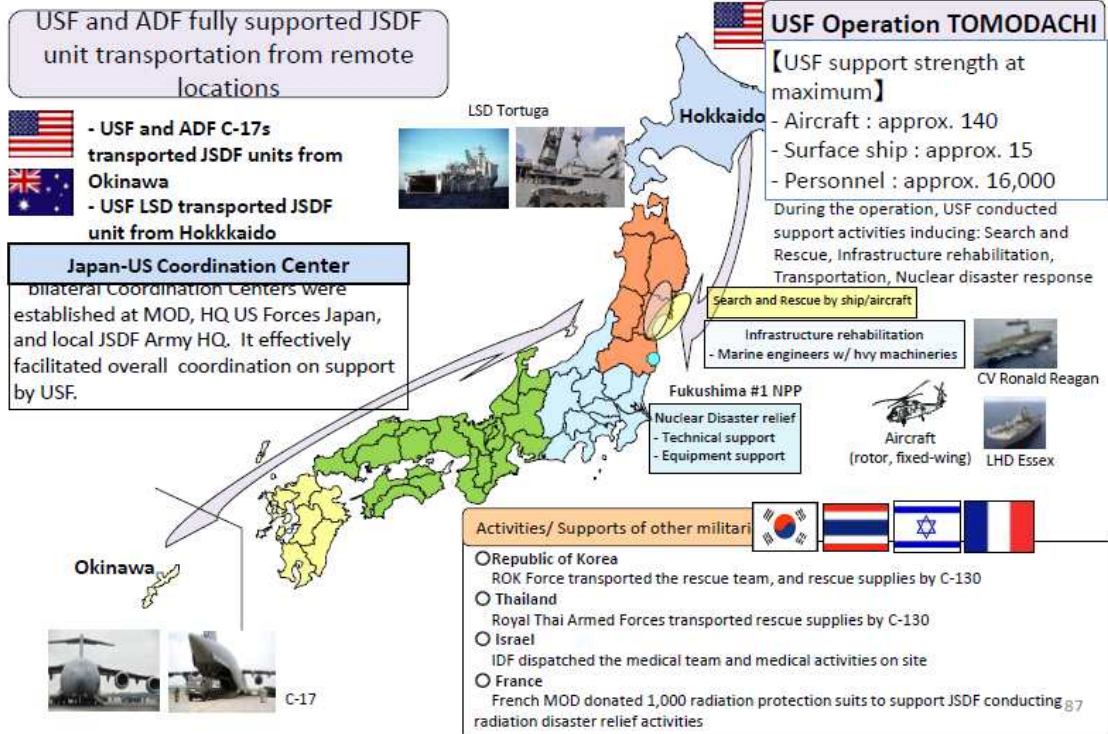 USF and ADF fully supported JSDF
unit transportation from remote
locations
- USF and ADF C-17s
transported JSDF units from
Okinawa
- USF LSD transported JSDF
unit from Hokkkaido
Japan-US Coordination Center
bilateral Coordination Centers were
established at MOD, HQ US Forces Japan,
and local JSDF Army HQ. It effectively
facilitated overall coordination on support
by USF.
LSD Tortuga
Hokkaido
USF Operation TOMODACHI
【USF support strength at
maximum】
- Aircraft : approx. 140
- Surface ship : approx. 15
- Personnel : approx. 16,000
During the operation, USF conducted
support activities inducing: Search and
Rescue, Infrastructure rehabilitation,
Transportation, Nuclear disaster response
Search and Rescue by ship/aircraft
Infrastructure rehabilitation
- Marine engineers w/ hvy machineries
CV Ronald Reagan
Fukushima #1 NPP
Nuclear Disaster relief
- Technical support
- Equipment support
Aircraft
(rotor, fixed-wing)
LHD Essex
Okinawa
C-17
Activities/ Supports of other militari
○Republic of Korea
ROK Force transported the rescue team, and rescue supplies by C-130
○ Thailand
Royal Thai Armed Forces transported rescue supplies by C-130
○ Israel
IDF dispatched the medical team and medical activities on site
○ France
French MOD donated 1,000 radiation protection suits to support JSDF conducting
radiation disaster relief activities
87